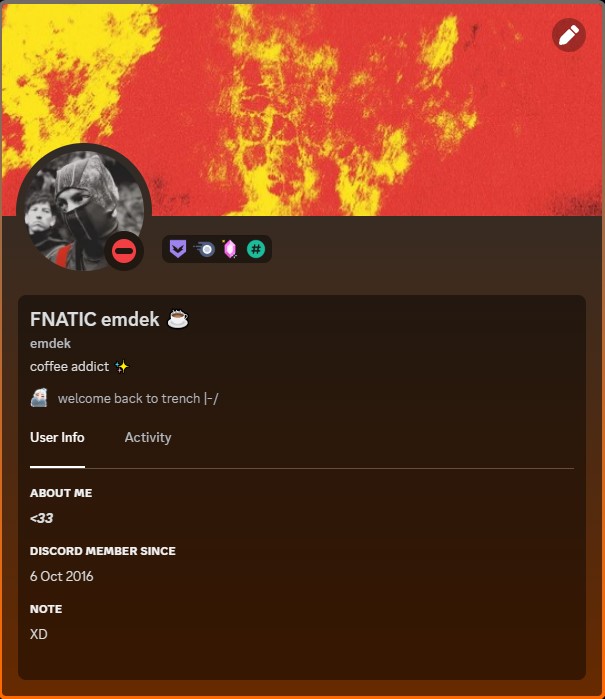 FNATIC emdek ☕
emdek
coffee addict ✨
welcome back to trench |-/
User Info Activity
ABOUT ME
<33
DISCORD MEMBER SINCE
6 Oct 2016
NOTE
XD